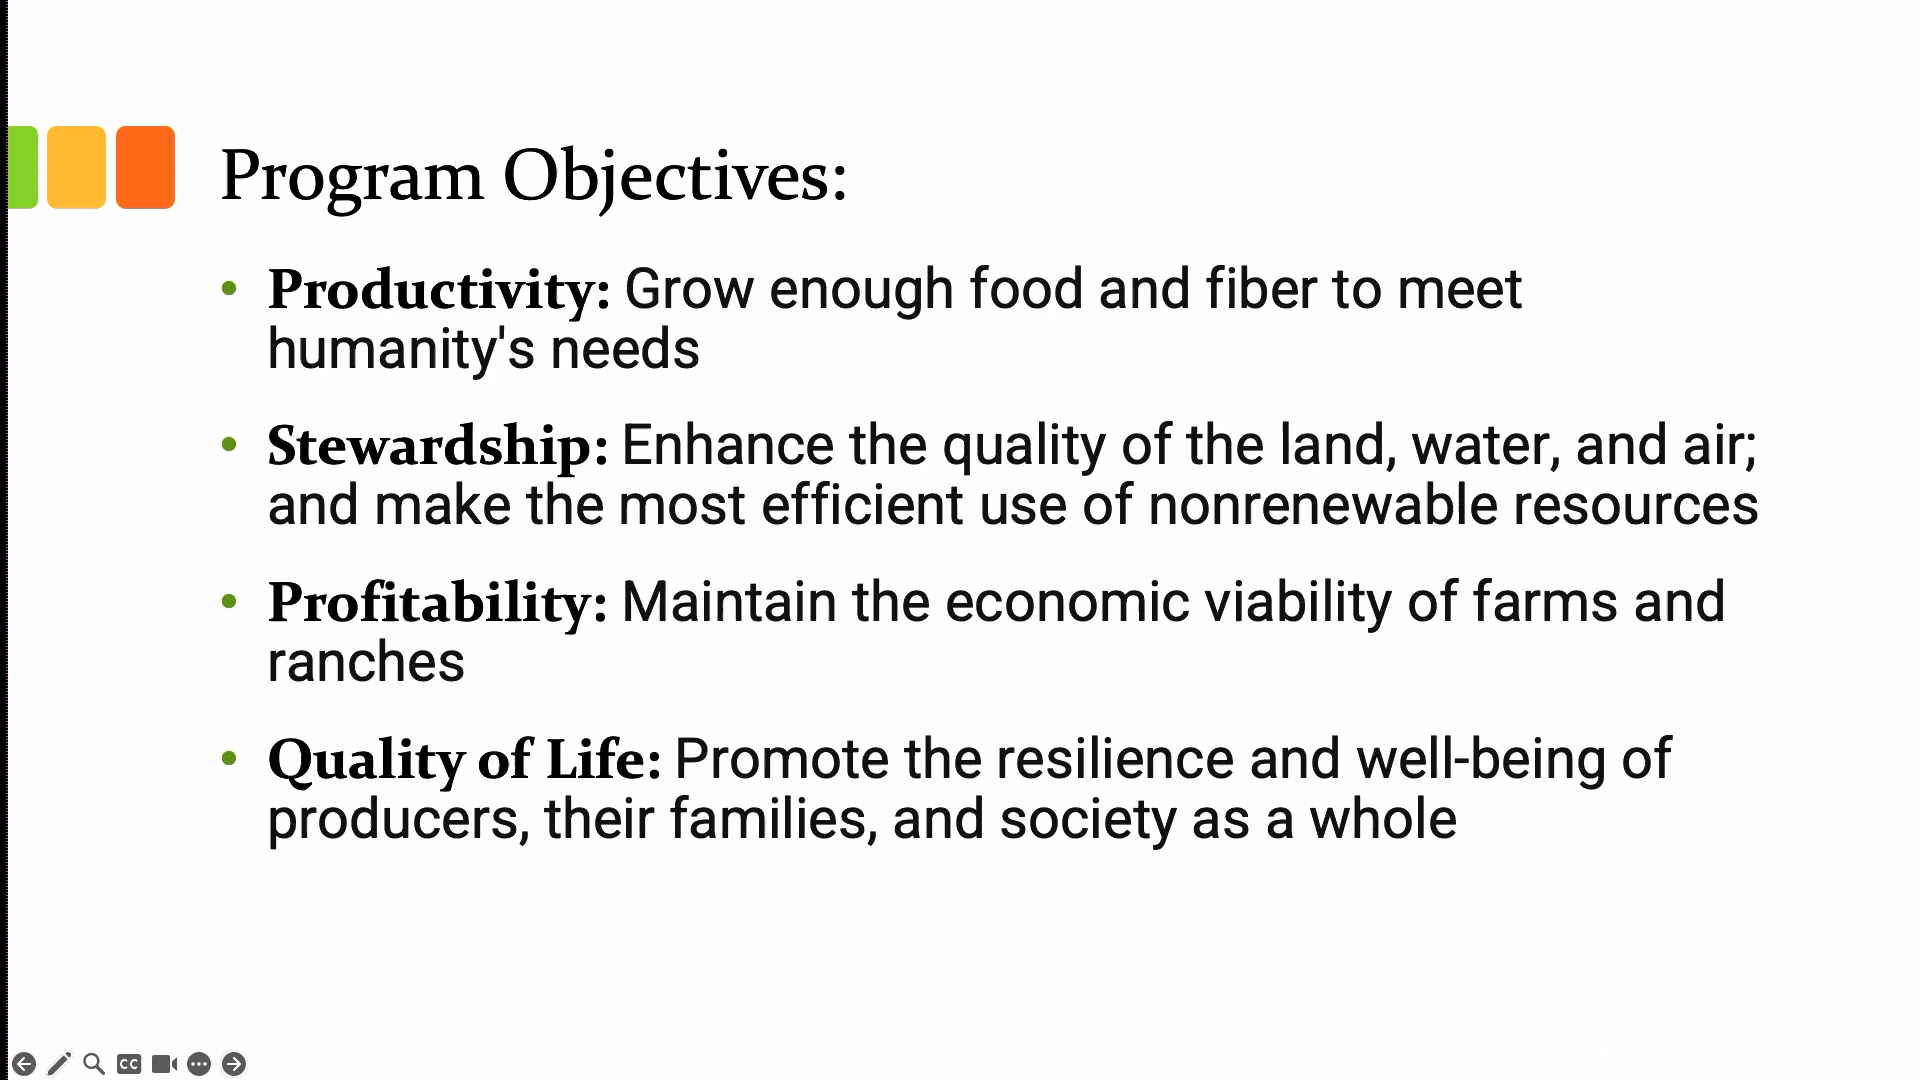 Program Objectives:
• Productivity: Grow enough food and fiber to meet
humanity's needs
• Stewardship: Enhance the quality of the land, water, and air;
and make the most efficient use of nonrenewable resources
• Profitability: Maintain the economic viability of farms and
ranches
• Quality of Life: Promote the resilience and well-being of
producers, their families, and society as a whole
CC